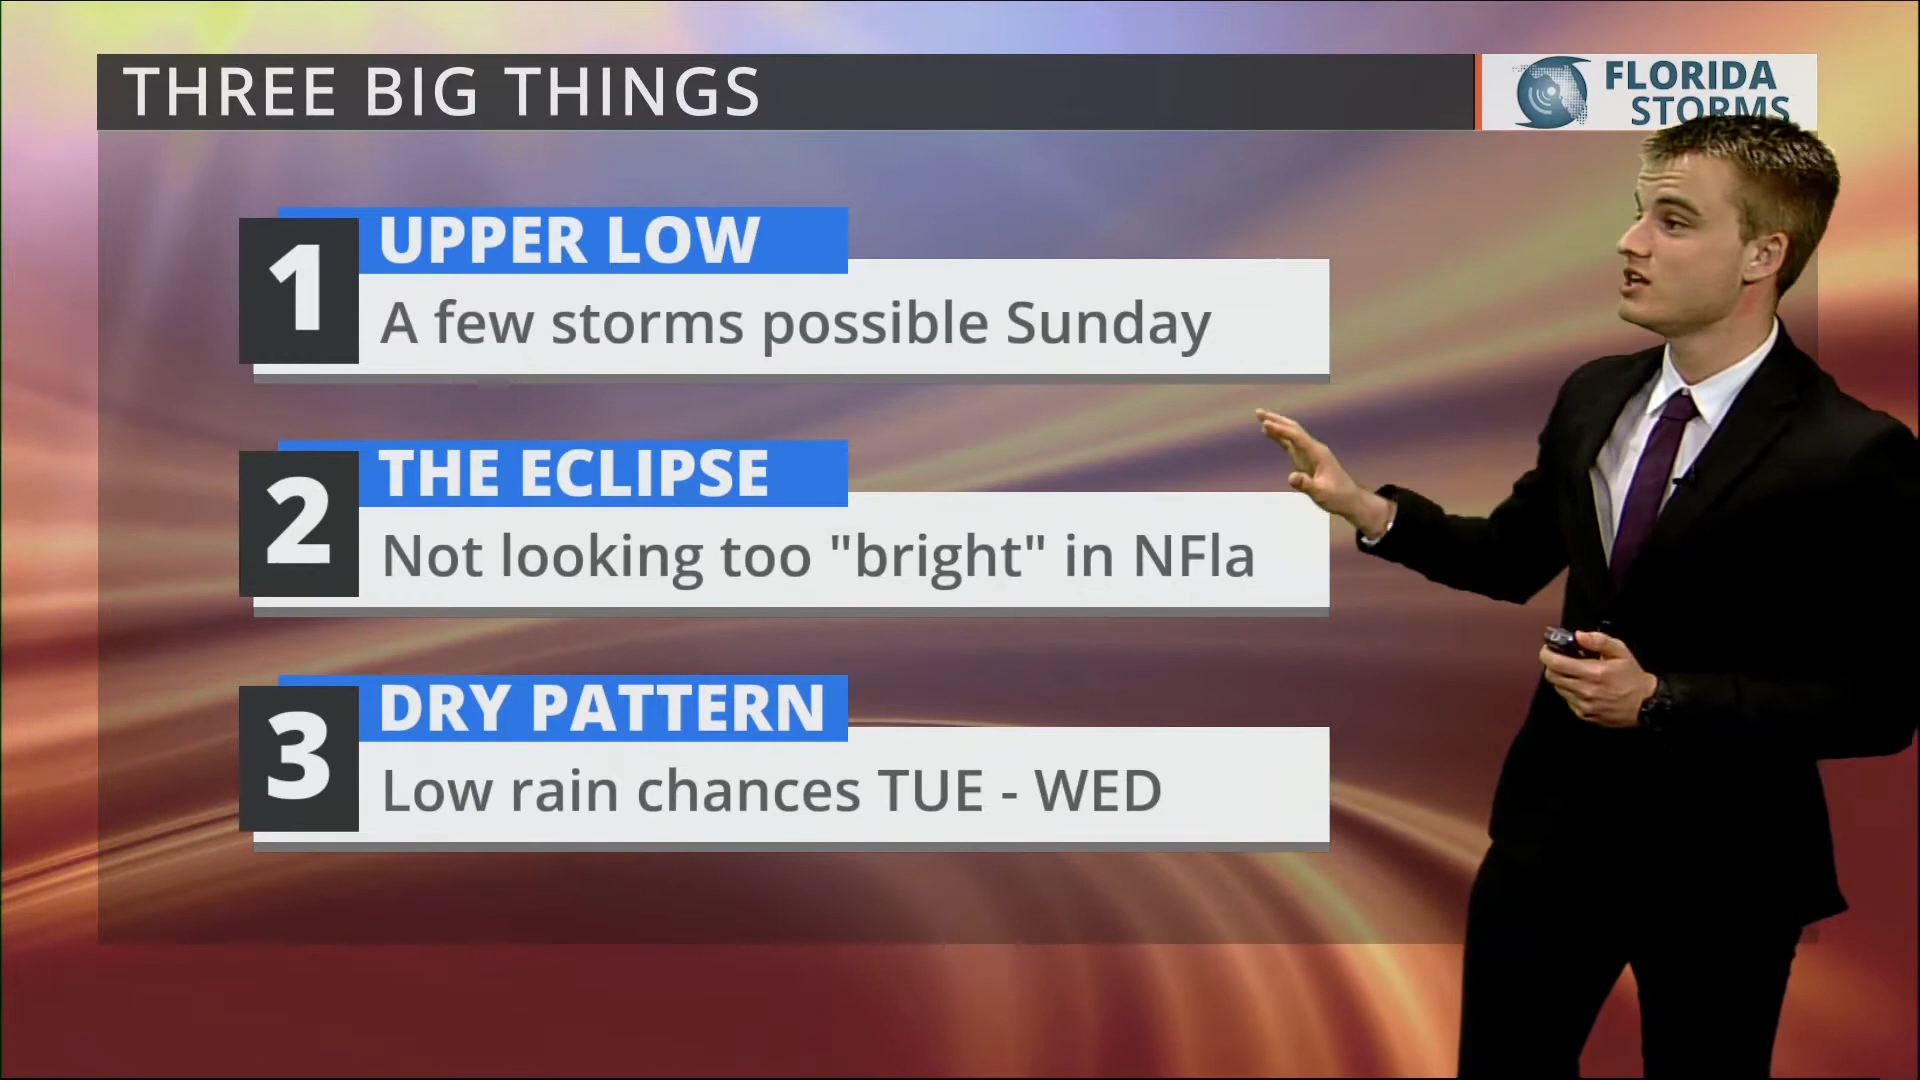 THREE BIG THINGS
FLORIDA
STORMS
1
UPPER LOW
A few storms possible Sunday
2
THE ECLIPSE
Not looking too "bright" in NFla
3
DRY PATTERN
Low rain chances TUE - WED